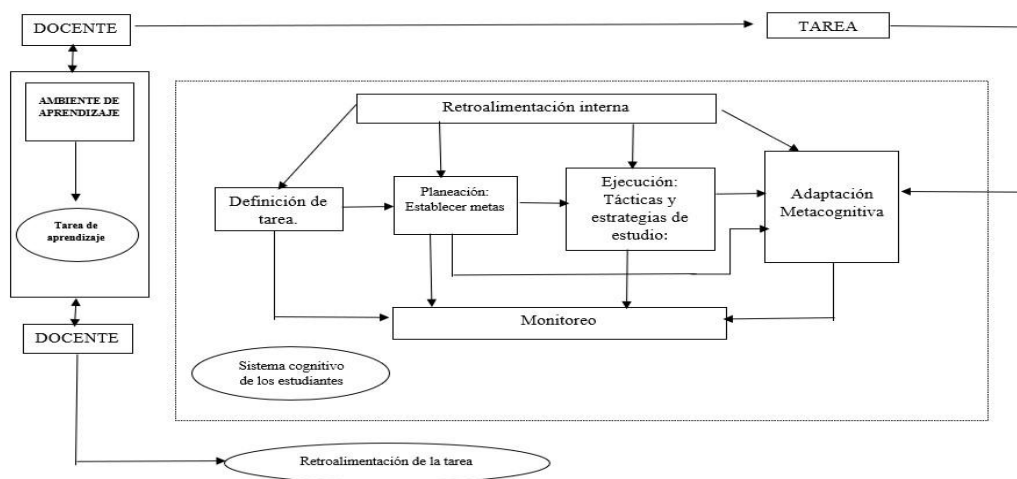 DOCENTE
TAREA
AMBIENTE DE
APRENDIZAJE
Tarea de
aprendizaje
DOCENTE
Retroalimentación interna
Definición de
tarea.
Planeación:
Establecer metas
Ejecución:
Tácticas y
estrategias de
estudio:
Adaptación
Metacognitiva
Monitoreo
Sistema cognitivo
de los estudiantes
Retroalimentación de la tarea